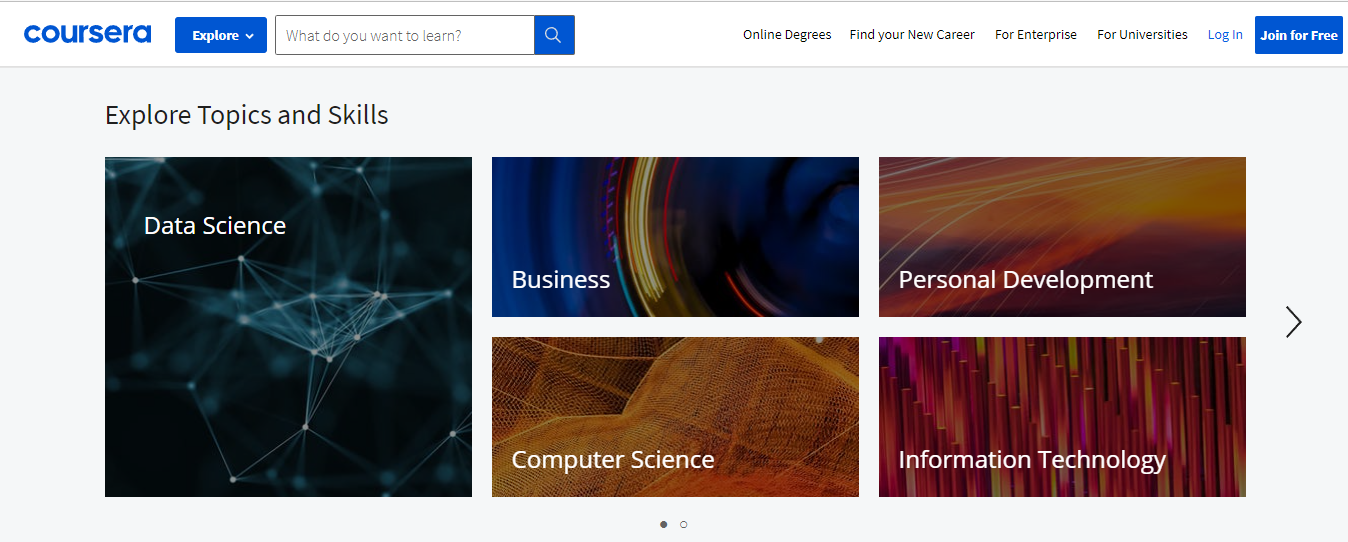 coursera
Explore
What do you want to learn?
Online Degrees
Find your New Career
For Enterprise
For Universities
Log In
Join for Free
Explore Topics and Skills
Data Science
Business
Personal Development
Computer Science
Information Technology